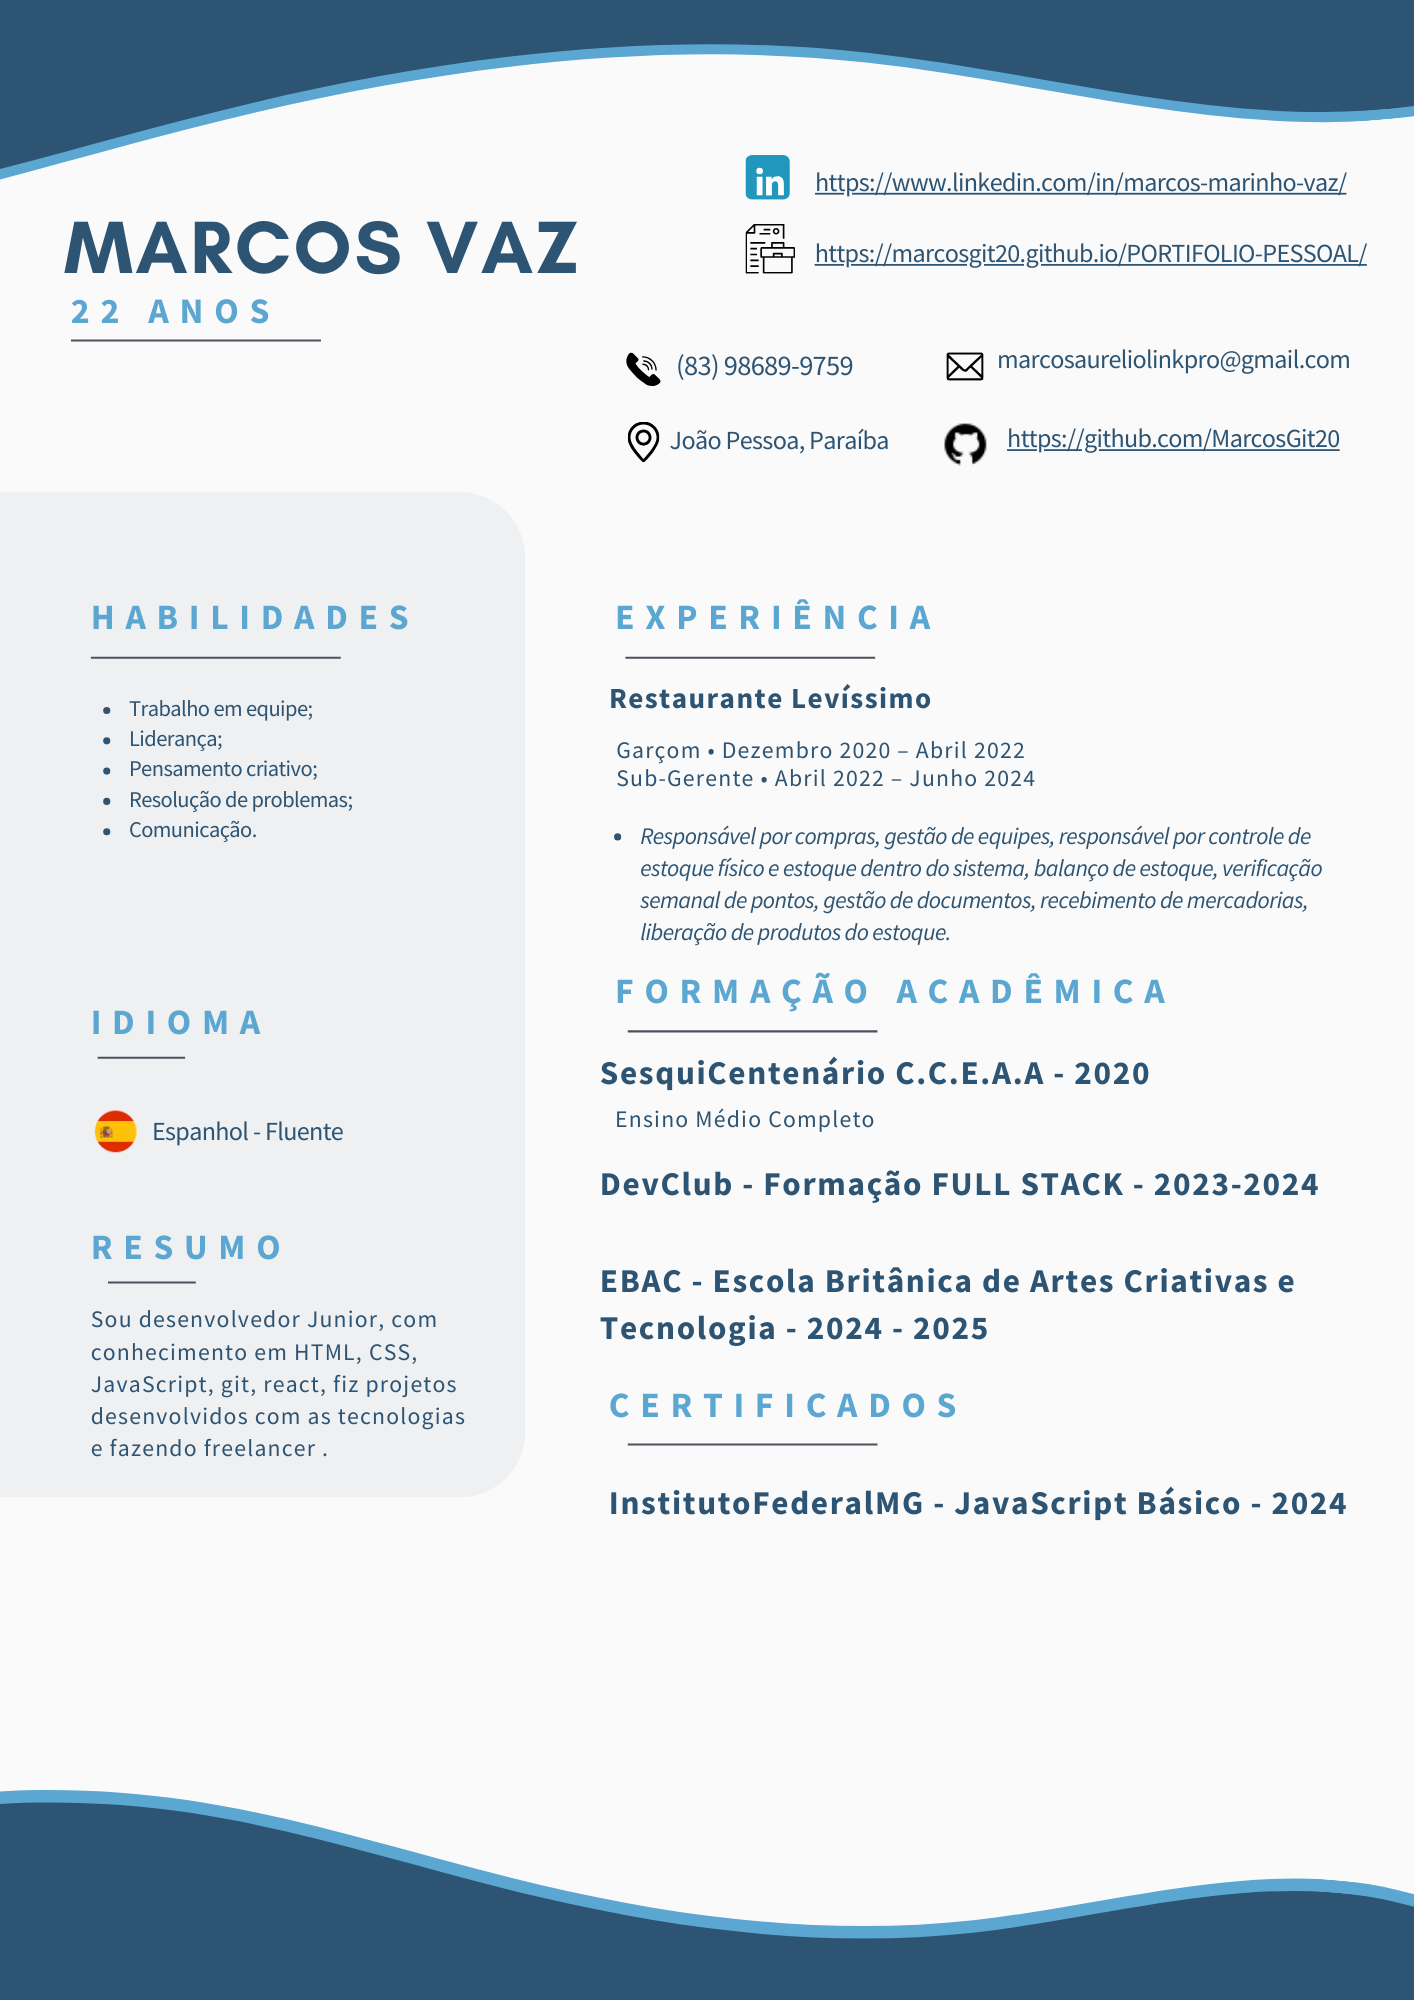 MARCOS VAZ
22 ANOS
in
https://www.linkedin.com/in/marcos-marinho-vaz/
https://marcosgit20.github.io/PORTIFOLIO-PESSOAL/
(83) 98689-9759
marcosaureliolinkpro@gmail.com
João Pessoa, Paraíba
https://github.com/MarcosGit20
HABILIDADES
• Trabalho em equipe;
• Liderança;
• Pensamento criativo;
• Resolução de problemas;
• Comunicação.
IDIOMA
Espanhol - Fluente
RESUMO
Sou desenvolvedor Junior, com
conhecimento em HTML, CSS,
JavaScript, git, react, fiz projetos
desenvolvidos com as tecnologias
e fazendo freelancer .
EXPERIÊNCIA
Restaurante Levíssimo
Garçom • Dezembro 2020 – Abril 2022
Sub-Gerente • Abril 2022 – Junho 2024
• Responsável por compras, gestão de equipes, responsável por controle de
estoque físico e estoque dentro do sistema, balanço de estoque, verificação
semanal de pontos, gestão de documentos, recebimento de mercadorias,
liberação de produtos do estoque.
FORMAÇÃO ACADÊMICA
SesquiCentenário C.C.E.A.A - 2020
Ensino Médio Completo
DevClub - Formação FULL STACK - 2023-2024
EBAC - Escola Britânica de Artes Criativas e
Tecnologia - 2024 - 2025
CERTIFICADOS
InstitutoFederalMG - JavaScript Básico - 2024